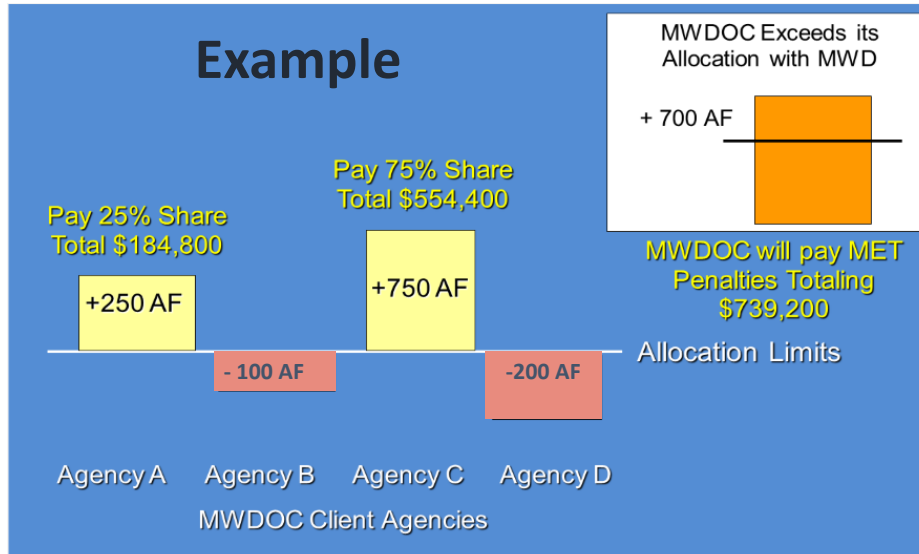 Example
MWDOC Exceeds its
Allocation with MWD
+ 700 AF
Pay 75% Share
Total $554,400
Pay 25% Share
Total $184,800
MWDOC will pay MET
Penalties Totaling
$739,200
+250 AF
+750 AF
Allocation Limits
- 100 AF
-200 AF
Agency A
Agency B
Agency C
Agency D
MWDOC Client Agencies